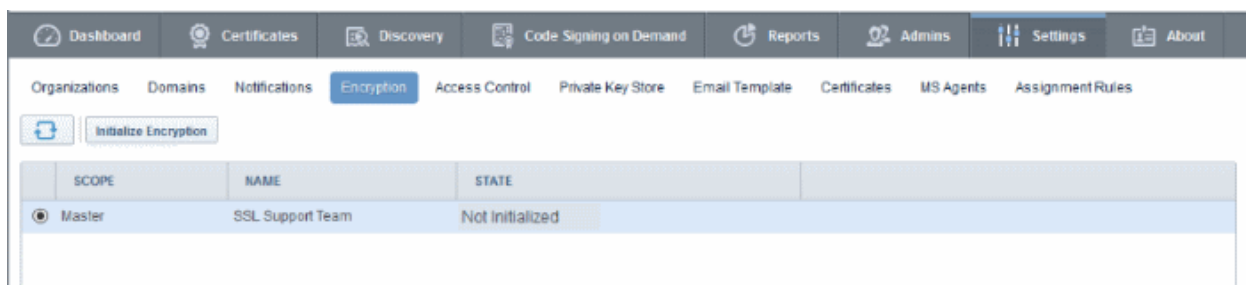 Dashboard Certificates Discovery Code Signing on Demand Reports Admins Settings About
Organizations Domains Notifications Encryption Access Control Private Key Store Email Template Certificates MS Agents Assignment Rules
Initialize Encryption
SCOPE NAME STATE
Master SSL Support Team Not Initialized